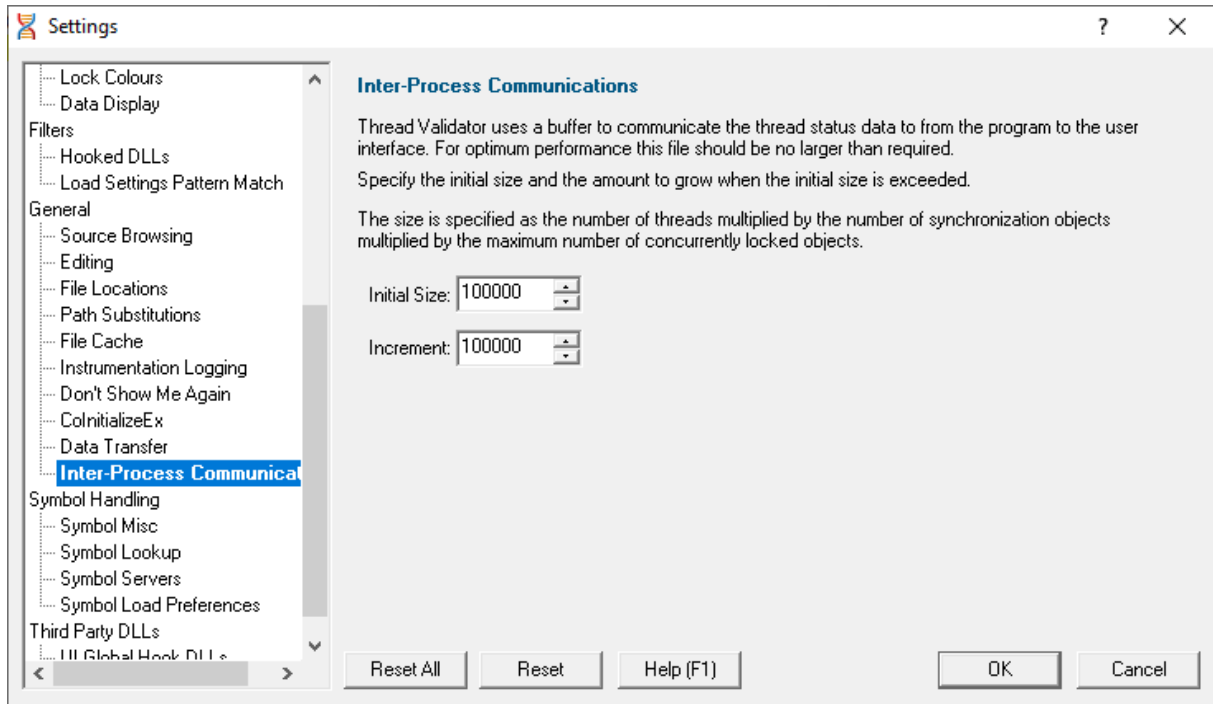 Settings
Lock Colours
Data Display
Filters
Hooked DLLs
Load Settings Pattern Match
General
Source Browsing
Editing
File Locations
Path Substitutions
File Cache
Instrumentation Logging
Don't Show Me Again
CoInitializeEx
Data Transfer
Inter-Process Communicat
Symbol Handling
Symbol Misc
Symbol Lookup
Symbol Servers
Symbol Load Preferences
Third Party DLLs
UI Global Hook DLLs
Inter-Process Communications
Thread Validator uses a buffer to communicate the thread status data to from the program to the user
interface. For optimum performance this file should be no larger than required.
Specify the initial size and the amount to grow when the initial size is exceeded.
The size is specified as the number of threads multiplied by the number of synchronization objects
multiplied by the maximum number of concurrently locked objects.
Initial Size: 100000
Increment: 100000
Reset All Reset Help (F1) OK Cancel